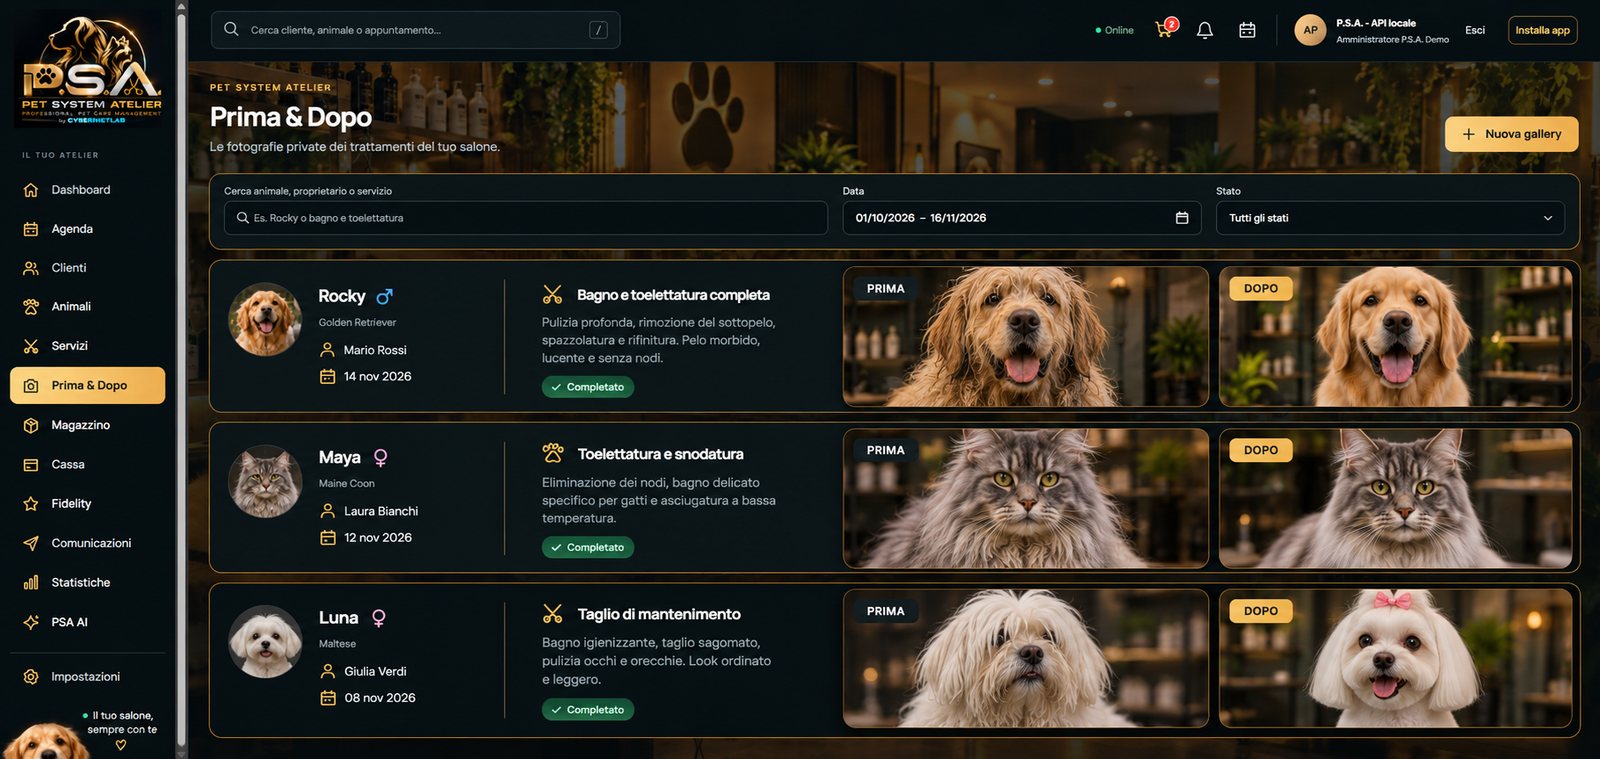 P.S.A
PET SYSTEM ATELIER
PROFESSIONAL PET CARE MANAGEMENT
by CYBERNETLAB
IL TUO ATELIER
Dashboard
Agenda
Clienti
Animali
Servizi
Prima & Dopo
Magazzino
Cassa
Fidelity
Comunicazioni
Statistiche
PSA AI
Impostazioni
Il tuo salone,
sempre con te
Cerca cliente, animale o appuntamento...
/
Online
2
AP
P.S.A. - API locale
Amministratore P.S.A. Demo
Esci
Installa app
PET SYSTEM ATELIER
Prima & Dopo
Le fotografie private dei trattamenti del tuo salone.
+ Nuova gallery
Cerca animale, proprietario o servizio
Es. Rocky o bagno e toelettatura
Data
01/10/2026 – 16/11/2026
Stato
Tutti gli stati
Rocky ♂
Golden Retriever
Mario Rossi
14 nov 2026
Bagno e toelettatura completa
Pulizia profonda, rimozione del sottopelo,
spazzolatura e rifinitura. Pelo morbido,
lucente e senza nodi.
Completato
PRIMA
DOPO
Maya ♀
Maine Coon
Laura Bianchi
12 nov 2026
Toelettatura e snodatura
Eliminazione dei nodi, bagno delicato
specifico per gatti e asciugatura a bassa
temperatura.
Completato
PRIMA
DOPO
Luna ♀
Maltese
Giulia Verdi
08 nov 2026
Taglio di mantenimento
Bagno igienizzante, taglio sagomato,
pulizia occhi e orecchie. Look ordinato
e leggero.
Completato
PRIMA
DOPO